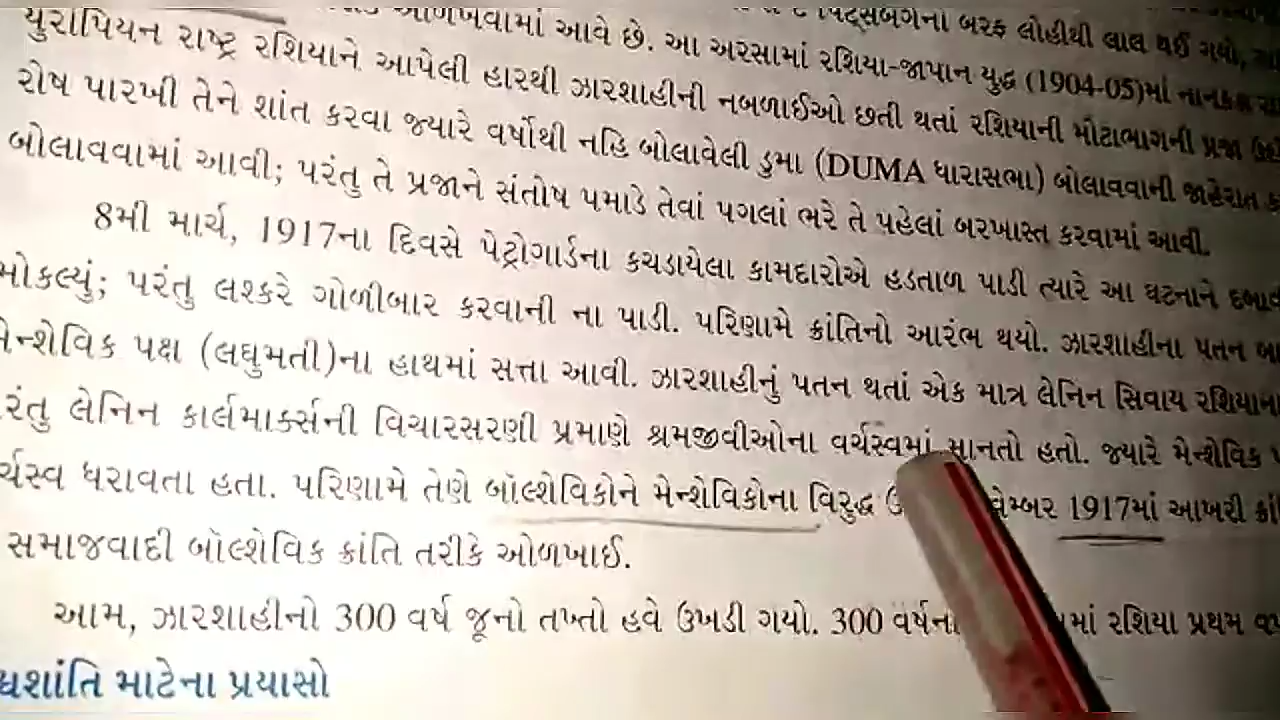 ઓળખવામાં આવે છે. આ અરસામાં રશિયા-જાપાન યુદ્ધ (1904-05)માં
યુરોપિયન રાષ્ટ્ર રશિયાને આપેલી હારથી ઝારશાહીની નબળાઈઓ છતી થતાં રશિયાની મોટાભાગની પ્રજા
રોષ પારખી તેને શાંત કરવા જ્યારે વર્ષોથી નહિ બોલાવેલી ડુમા (DUMA ધારાસભા) બોલાવવાની જાહેરાત
બોલાવવામાં આવી; પરંતુ તે પ્રજાને સંતોષ પમાડે તેવાં પગલાં ભરે તે પહેલાં બરખાસ્ત કરવામાં આવી.
8મી માર્ચ, 1917ના દિવસે પેટ્રોગાર્ડના કચડાયેલા કામદારોએ હડતાળ પાડી ત્યારે આ ઘટનાને
મોકલ્યું; પરંતુ લશ્કરે ગોળીબાર કરવાની ના પાડી. પરિણામે ક્રાંતિનો આરંભ થયો. ઝારશાહીના પતન
મેન્શેવિક પક્ષ (લઘુમતી)ના હાથમાં સત્તા આવી. ઝારશાહીનું પતન થતાં એક માત્ર લેનિન સિવાય
રંતુ લેનિન કાર્લમાર્ક્સની વિચારસરણી પ્રમાણે શ્રમજીવીઓના વર્ચસ્વમાં માનતો હતો. જ્યારે મેન્શેવિક
ર્ચસ્વ ધરાવતા હતા. પરિણામે તેણે બૉલ્શેવિકોને મેન્શેવિકોના વિરુદ્ધ 1917માં આખરી
સમાજવાદી બૉલ્શેવિક ક્રાંતિ તરીકે ઓળખાઈ.
આમ, ઝારશાહીનો 300 વર્ષ જૂનો તખ્તો હવે ઉખડી ગયો. 300 વર્ષના માં રશિયા પ્રથમ
ધશાંતિ માટેના પ્રયાસો